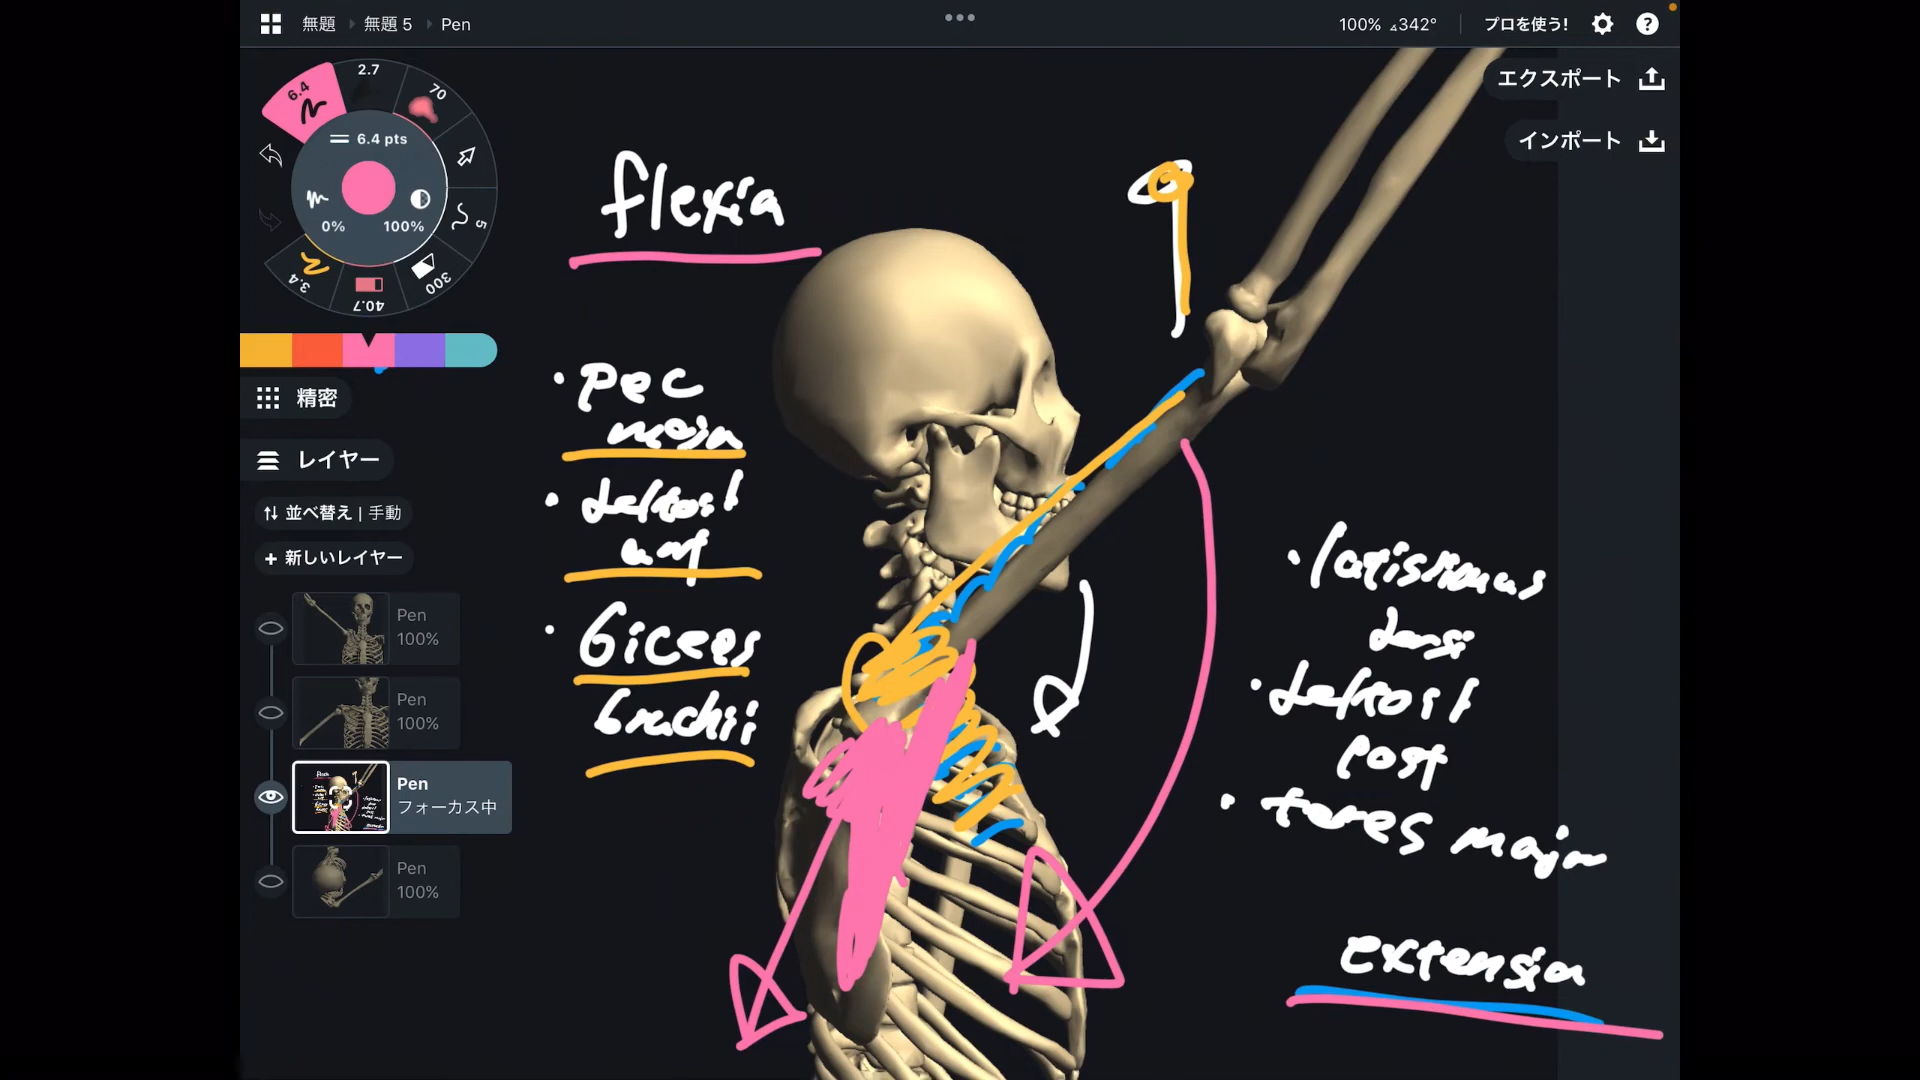 無題 無題 5 Pen
100% 342° プロを使う!
エクスポート
インポート
2.7
6.4
70
6.4 pts
0% 100%
5
3.4
40.7
300
精密
レイヤー
並べ替え | 手動
+ 新しいレイヤー
Pen
100%
Pen
100%
Pen
フォーカス中
Pen
100%
flexia
• pec
major
• deltoid
ant
• biceps
brachii
• latissimus
dorsi
• deltoid
post
• teres major
extensia